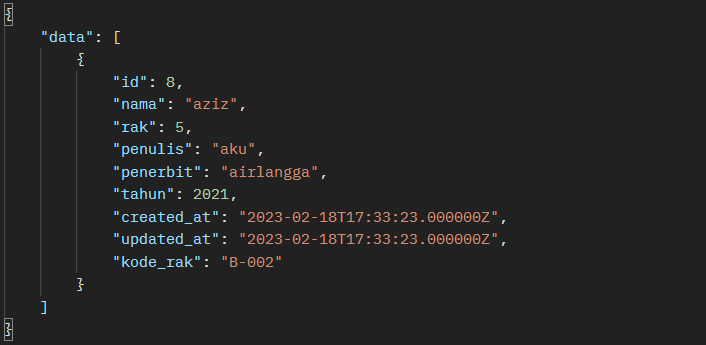 {
"data": [
{
"id": 8,
"nama": "aziz",
"rak": 5,
"penulis": "aku",
"penerbit": "airlangga",
"tahun": 2021,
"created_at": "2023-02-18T17:33:23.000000Z",
"updated_at": "2023-02-18T17:33:23.000000Z",
"kode_rak": "B-002"
}
]
}